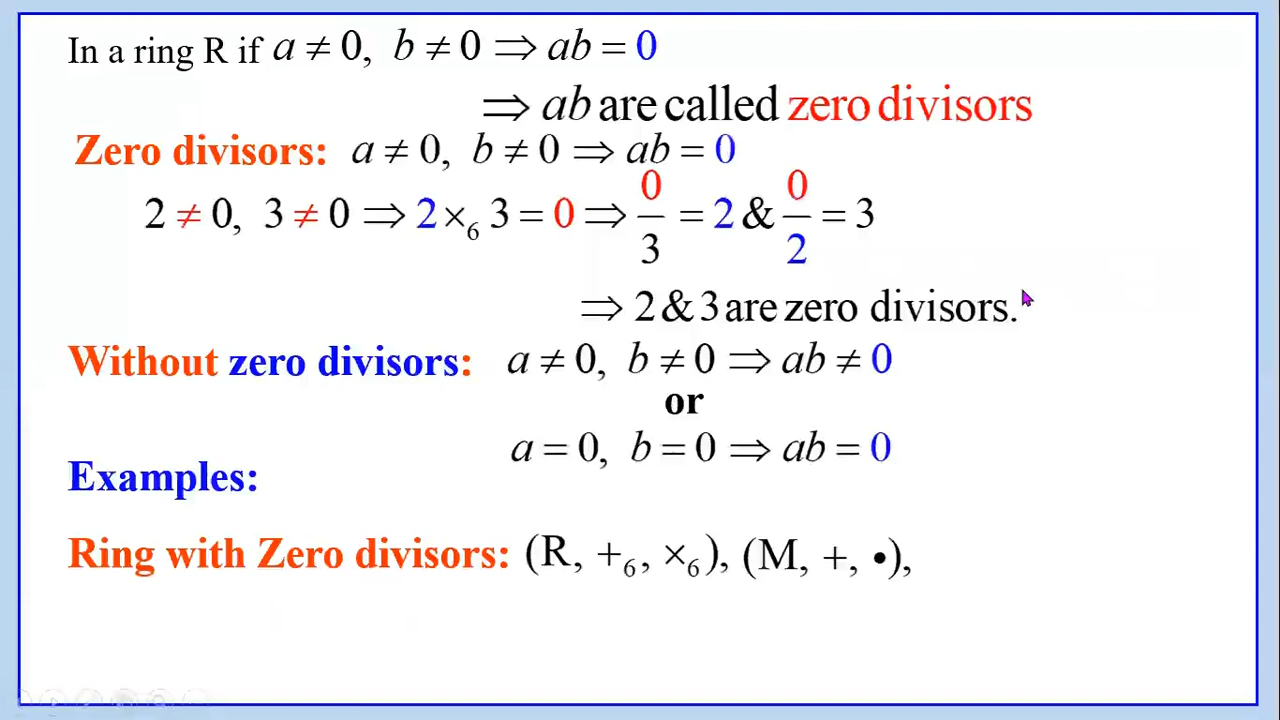 In a ring R if a ≠ 0, b ≠ 0 ⇒ ab = 0
⇒ ab are called zero divisors
Zero divisors: a ≠ 0, b ≠ 0 ⇒ ab = 0
2 ≠ 0, 3 ≠ 0 ⇒ 2 ×₆ 3 = 0 ⇒ 0/3 = 2 & 0/2 = 3
⇒ 2 & 3 are zero divisors.
Without zero divisors: a ≠ 0, b ≠ 0 ⇒ ab ≠ 0
or
a = 0, b = 0 ⇒ ab = 0
Examples:
Ring with Zero divisors: (R, +₆, ×₆), (M, +, •),